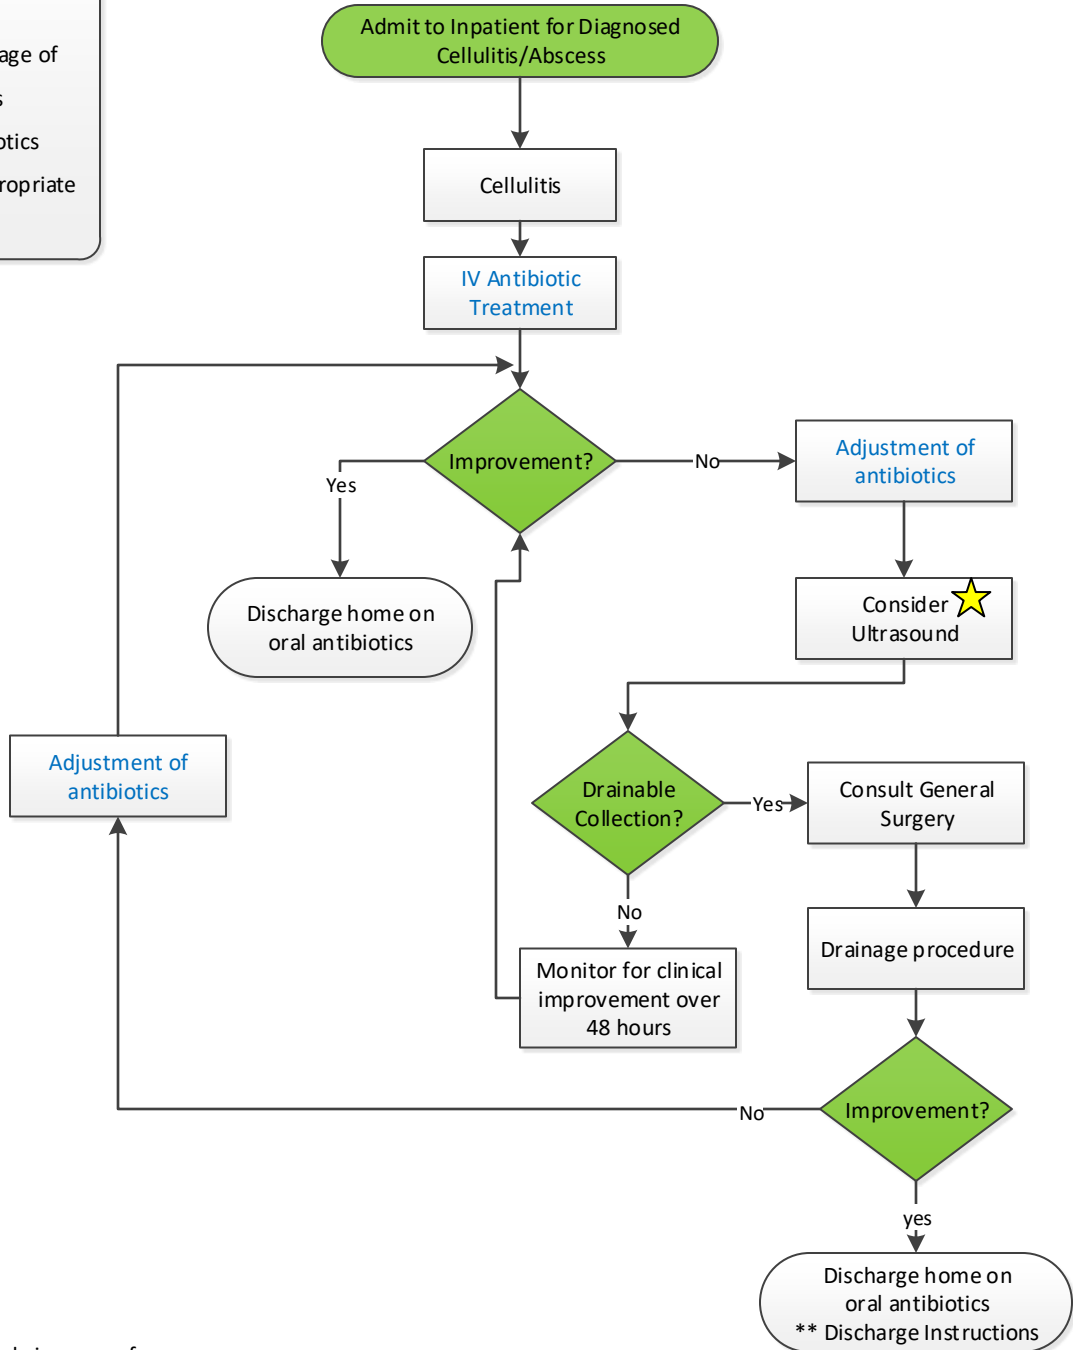 age of
s
otics
ropriate
Admit to Inpatient for Diagnosed
Cellulitis/Abscess
Cellulitis
IV Antibiotic
Treatment
Improvement?
No
Adjustment of
antibiotics
Yes
Discharge home on
oral antibiotics
Consider
Ultrasound
Adjustment of
antibiotics
Drainable
Collection?
Yes
Consult General
Surgery
No
Monitor for clinical
improvement over
48 hours
Drainage procedure
Improvement?
No
yes
Discharge home on
oral antibiotics
** Discharge Instructions